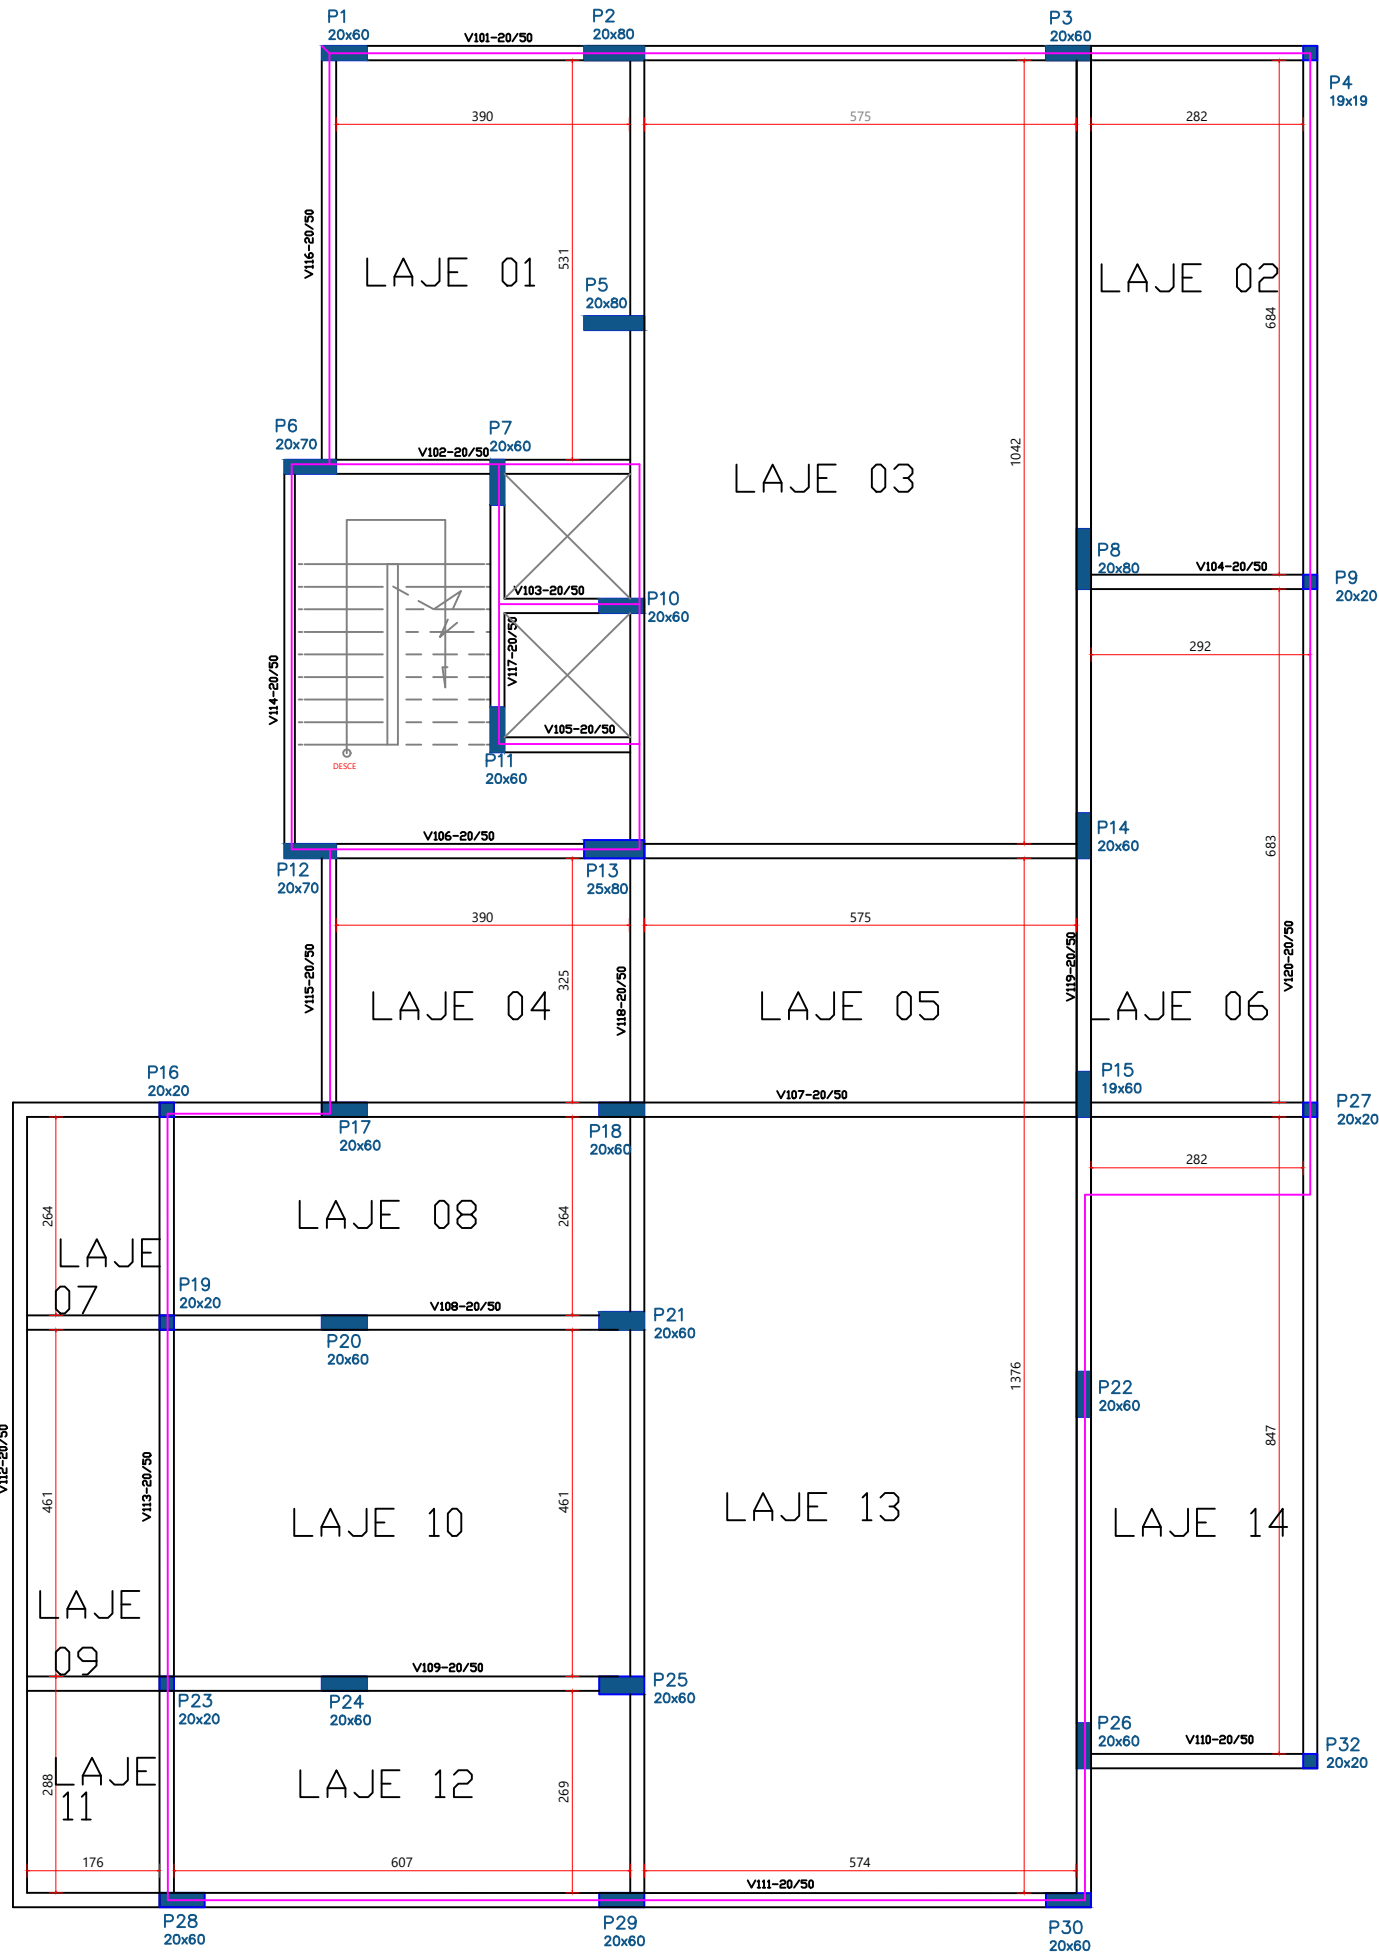 P1
20x60
V101-20/50
P2
20x80
P3
20x60
P4
19x19
390
575
282
V116-20/50
LAJE 01
531
P5
20x80
LAJE 02
684
P6
20x70
V102-20/50
P7
20x60
1042
LAJE 03
P8
20x80
V104-20/50
P9
20x20
V103-20/50
P10
20x60
V117-20/50
292
V114-20/50
V105-20/50
DESCE
P11
20x60
V106-20/50
P12
20x70
P13
25x80
P14
20x60
683
390
575
V115-20/50
325
V118-20/50
V119-20/50
V120-20/50
LAJE 04
LAJE 05
LAJE 06
P16
20x20
V107-20/50
P15
19x60
P27
20x20
P17
20x60
P18
20x60
282
264
LAJE 08
264
LAJE
07
P19
20x20
V108-20/50
P21
20x60
P20
20x60
1376
P22
20x60
847
V112-20/50
461
V113-20/50
LAJE 10
461
LAJE 13
LAJE 14
LAJE
09
V109-20/50
P23
20x20
P24
20x60
P25
20x60
P26
20x60
V110-20/50
P32
20x20
288
LAJE
11
LAJE 12
269
176
607
574
V111-20/50
P28
20x60
P29
20x60
P30
20x60